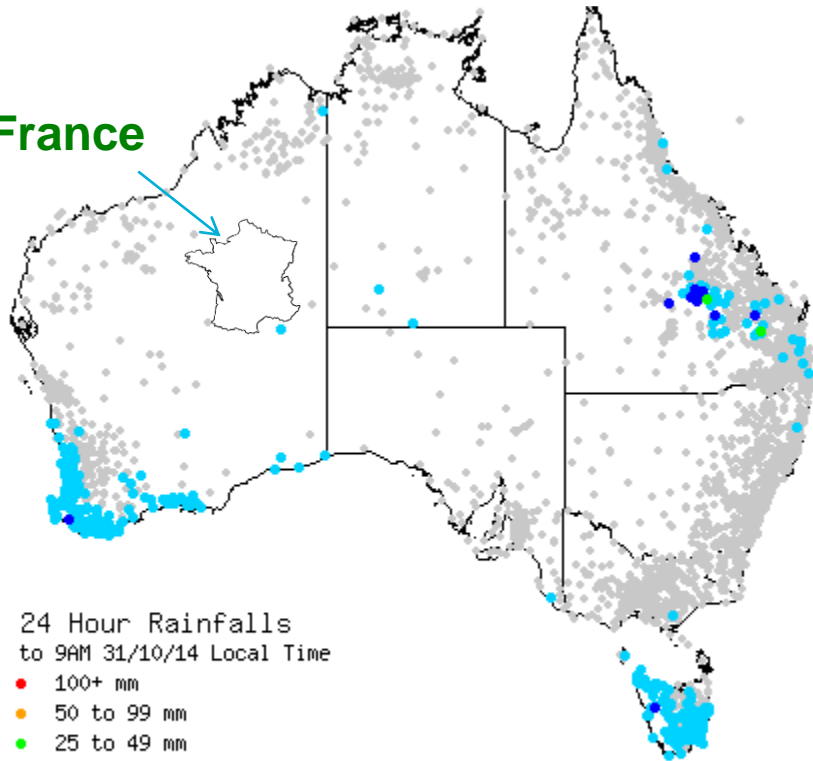 France
24 Hour Rainfalls
to 9AM 31/10/14 Local Time
100+ mm
50 to 99 mm
25 to 49 mm